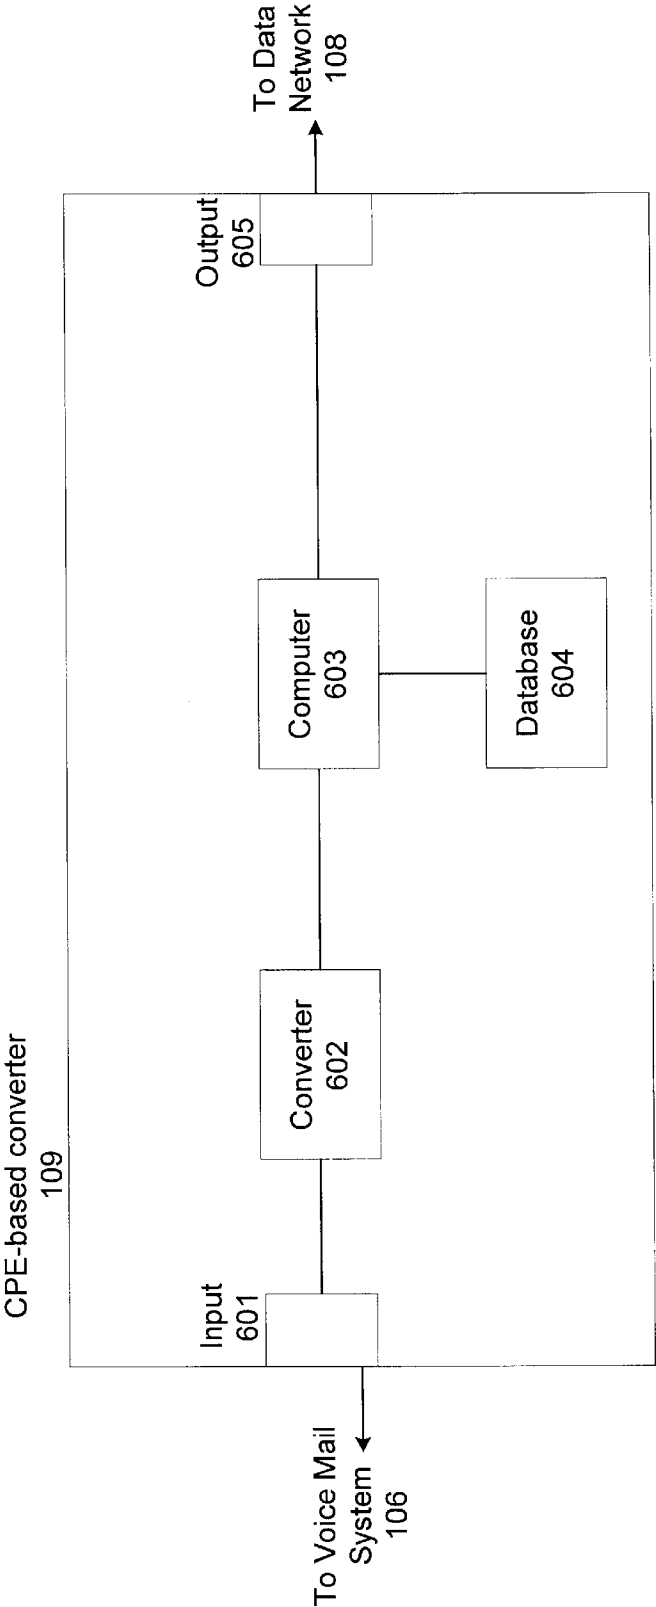 CPE-based converter
109
To Voice Mail
System
106
Input
601
Converter
602
Computer
603
Database
604
Output
605
To Data
Network
108